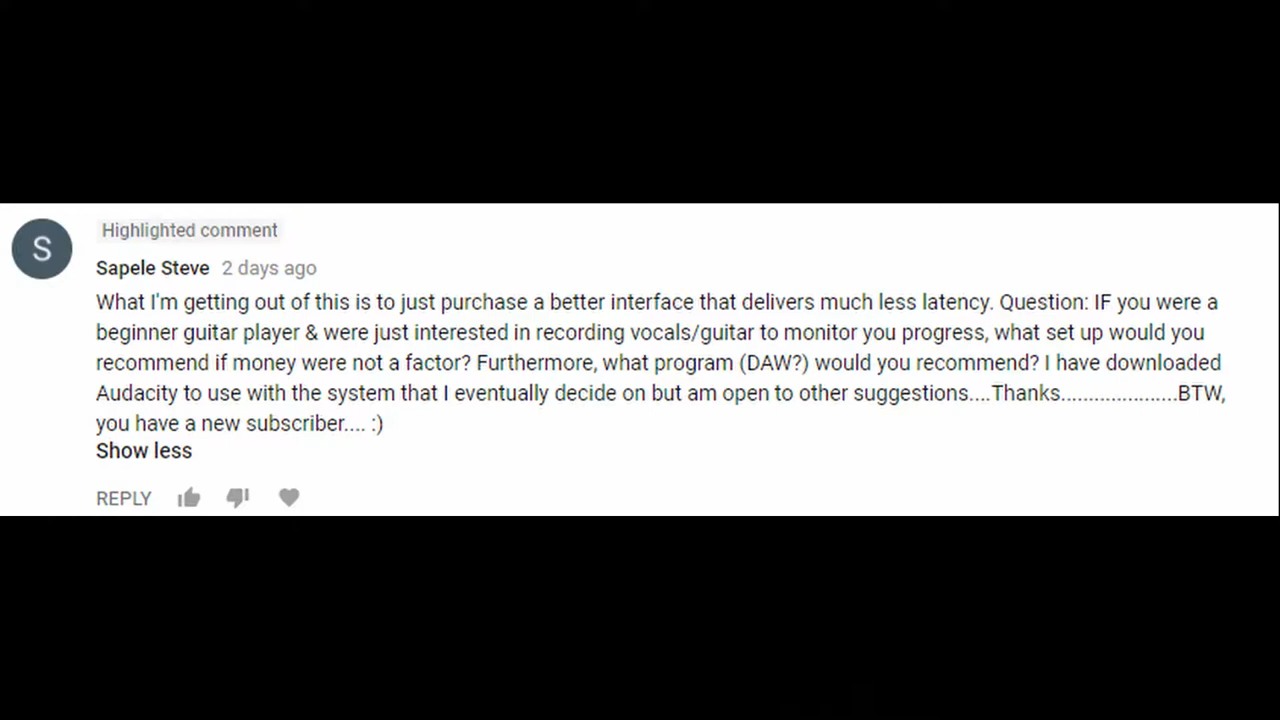 S
Highlighted comment
Sapele Steve 2 days ago
What I'm getting out of this is to just purchase a better interface that delivers much less latency. Question: IF you were a
beginner guitar player & were just interested in recording vocals/guitar to monitor you progress, what set up would you
recommend if money were not a factor? Furthermore, what program (DAW?) would you recommend? I have downloaded
Audacity to use with the system that I eventually decide on but am open to other suggestions....Thanks.....................BTW,
you have a new subscriber.... :)
Show less
REPLY